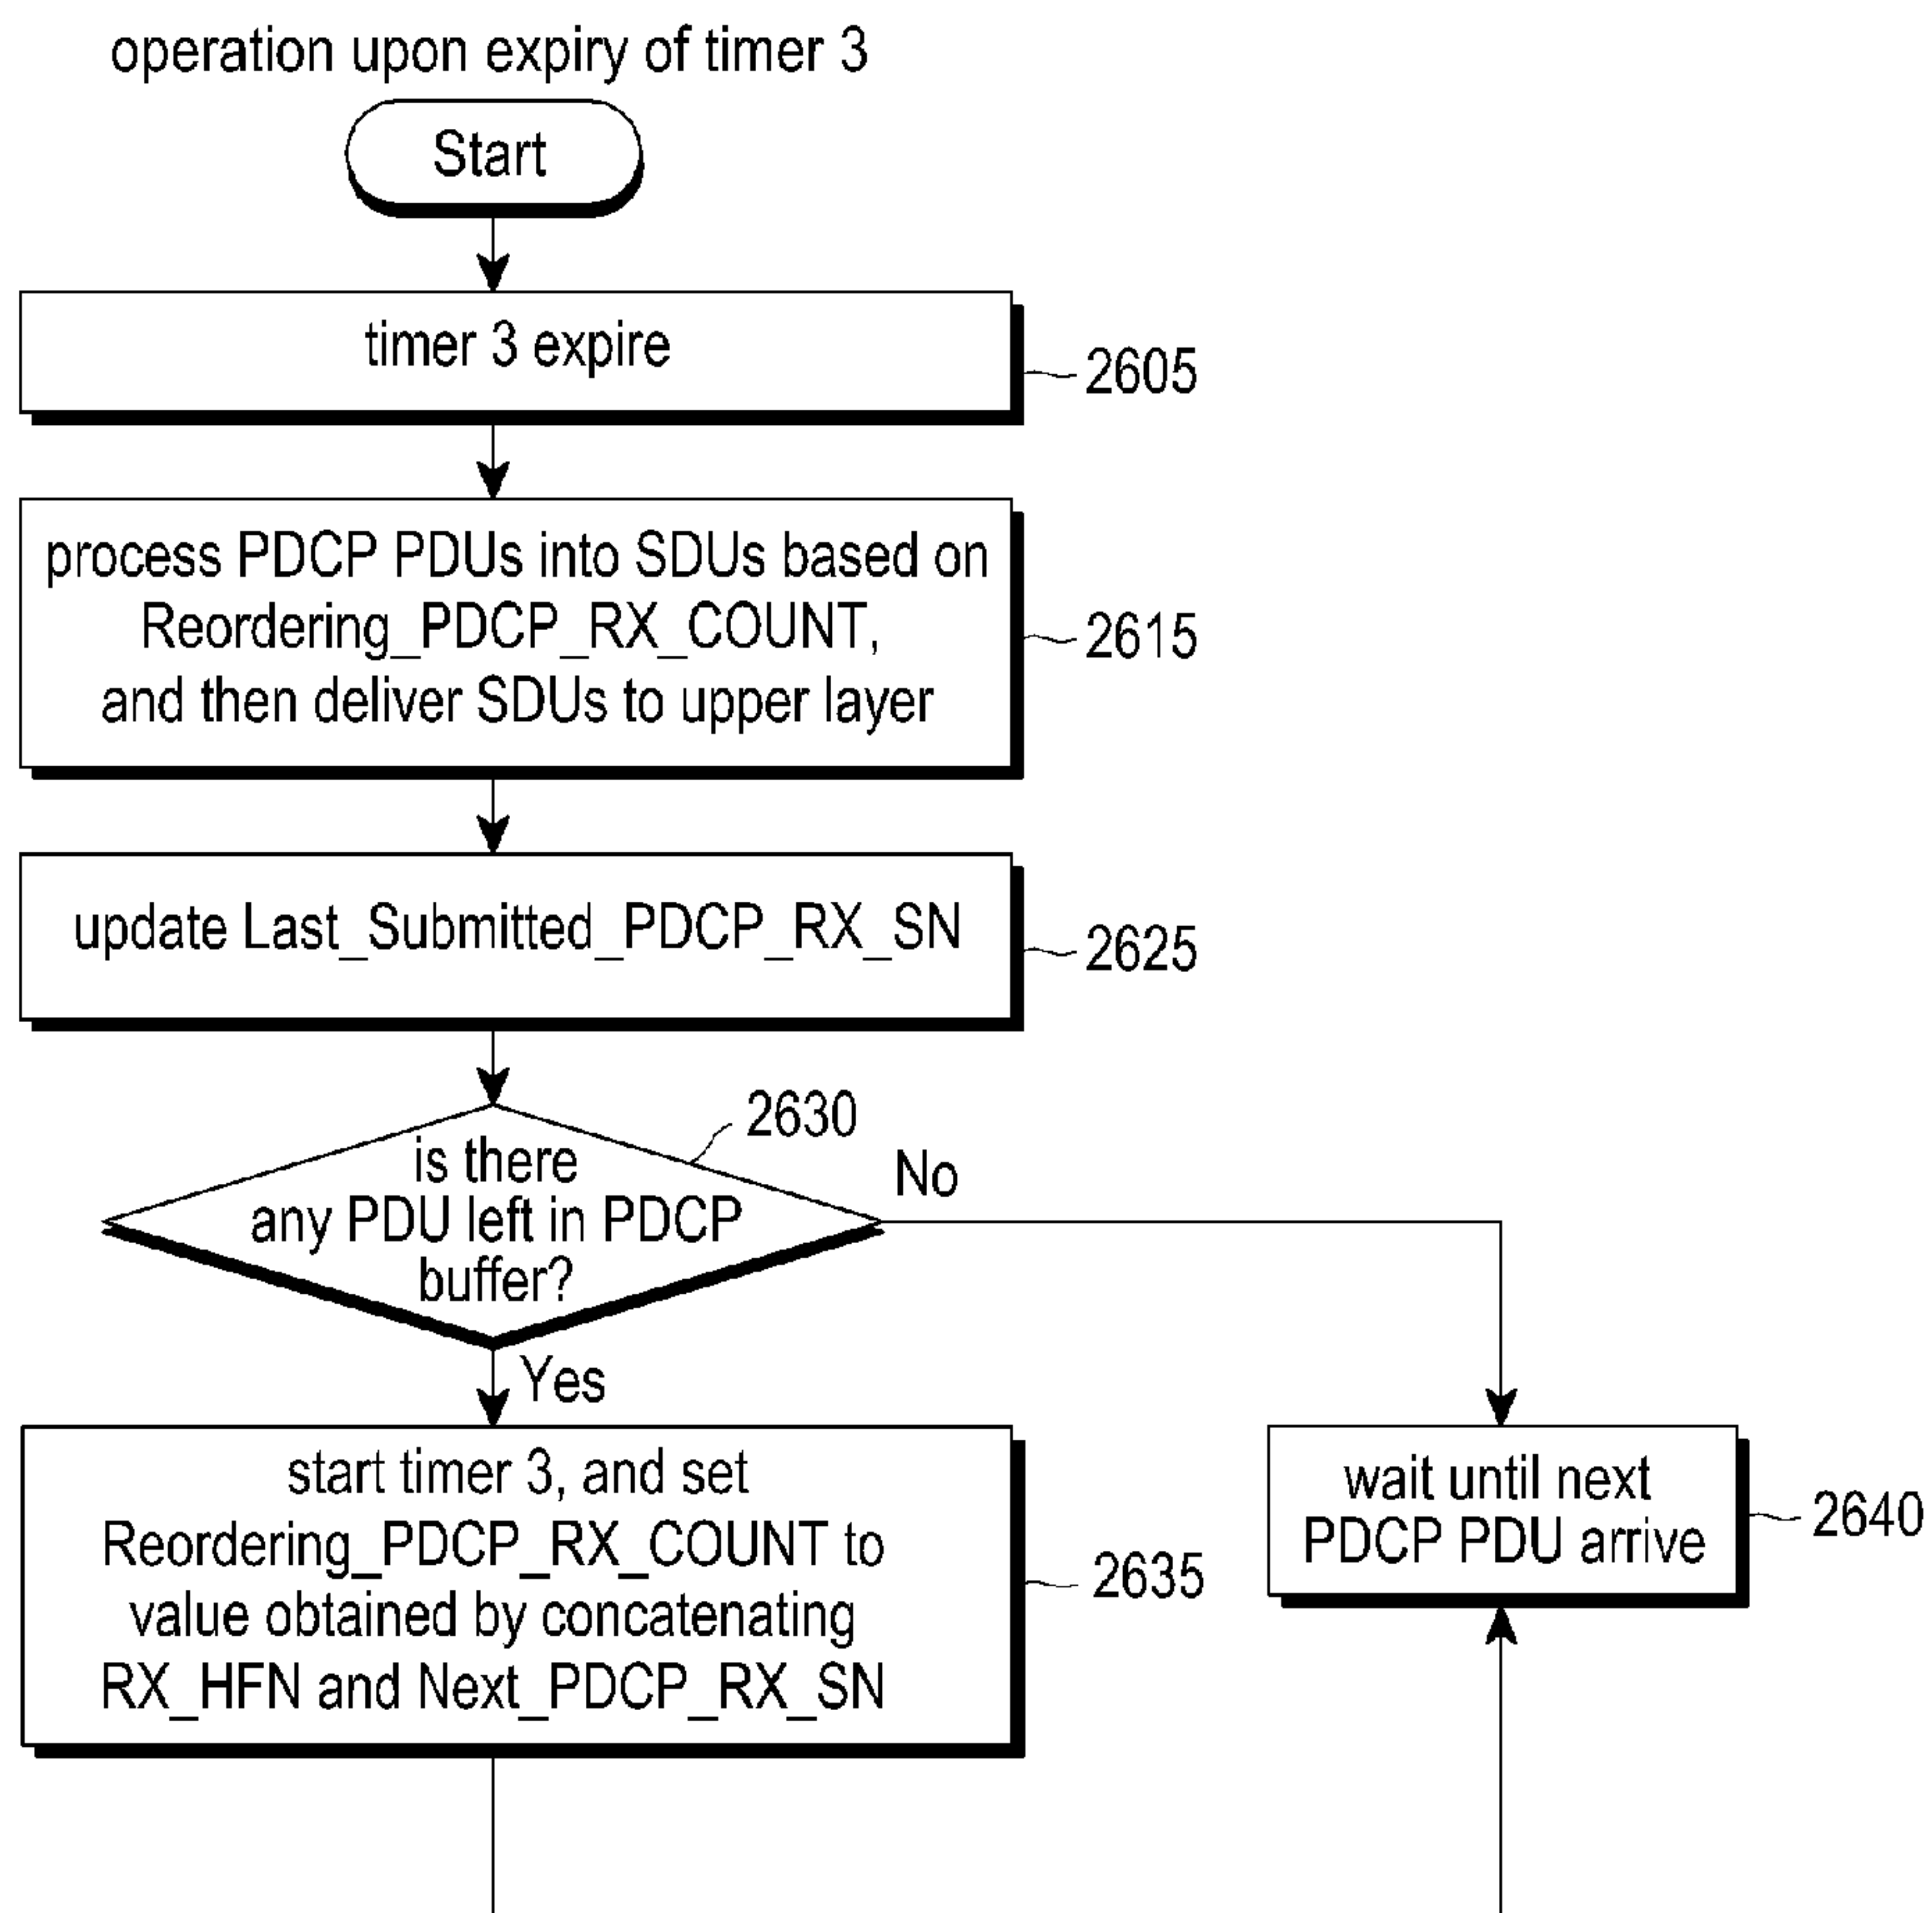 operation upon expiry of timer 3
Start
timer 3 expire
2605
process PDCP PDUs into SDUs based on
Reordering_PDCP_RX_COUNT,
and then deliver SDUs to upper layer
2615
update Last_Submitted_PDCP_RX_SN
2625
2630
is there
any PDU left in PDCP
buffer?
No
Yes
start timer 3, and set
Reordering_PDCP_RX_COUNT to
value obtained by concatenating
RX_HFN and Next_PDCP_RX_SN
2635
wait until next
PDCP PDU arrive
2640